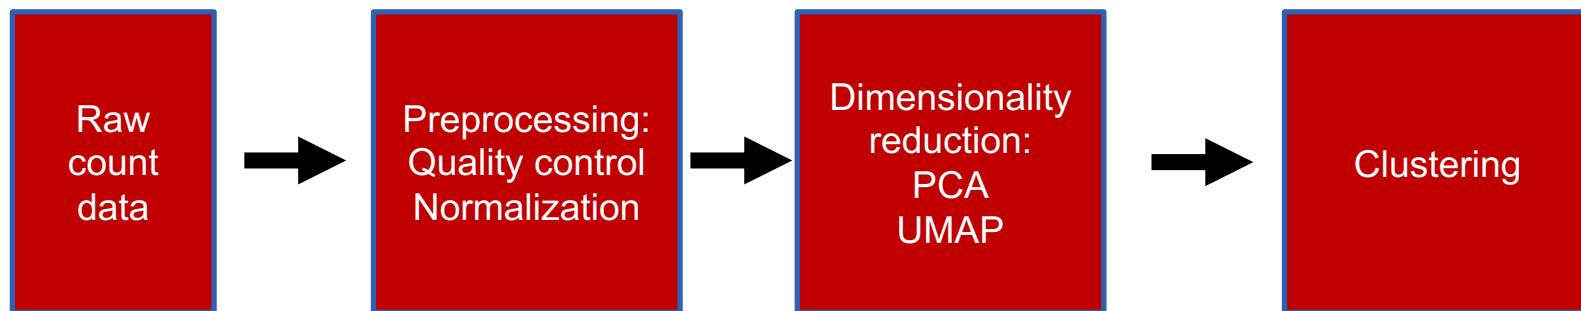 Raw
count
data
Preprocessing:
Quality control
Normalization
Dimensionality
reduction:
PCA
UMAP
Clustering